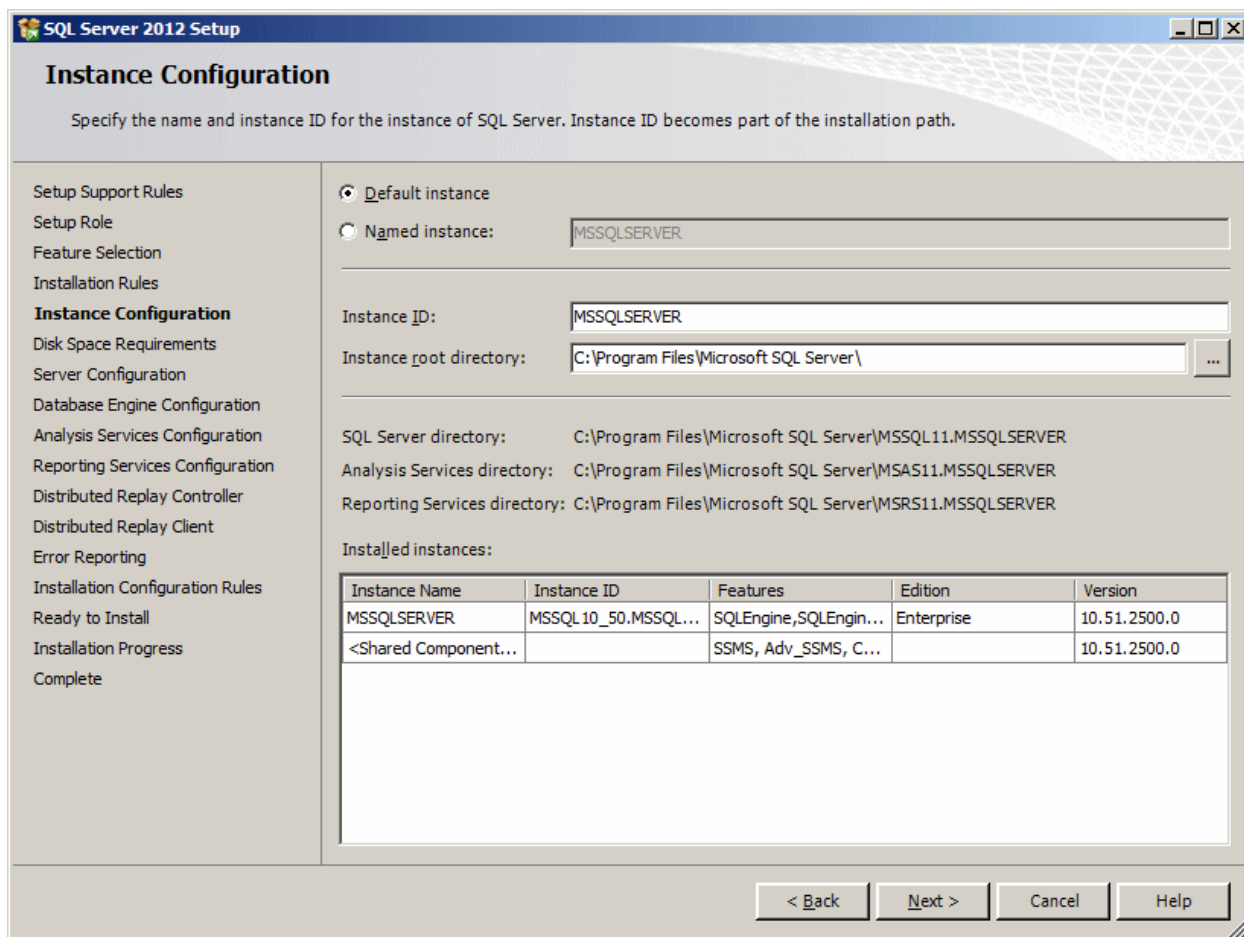 SQL Server 2012 Setup
Instance Configuration
Specify the name and instance ID for the instance of SQL Server. Instance ID becomes part of the installation path.
Setup Support Rules
Setup Role
Feature Selection
Installation Rules
Instance Configuration
Disk Space Requirements
Server Configuration
Database Engine Configuration
Analysis Services Configuration
Reporting Services Configuration
Distributed Replay Controller
Distributed Replay Client
Error Reporting
Installation Configuration Rules
Ready to Install
Installation Progress
Complete
Default instance
Named instance: MSSQLSERVER
Instance ID: MSSQLSERVER
Instance root directory: C:\Program Files\Microsoft SQL Server\ ...
SQL Server directory: C:\Program Files\Microsoft SQL Server\MSSQL11.MSSQLSERVER
Analysis Services directory: C:\Program Files\Microsoft SQL Server\MSAS11.MSSQLSERVER
Reporting Services directory: C:\Program Files\Microsoft SQL Server\MSRS11.MSSQLSERVER
Installed instances:
Instance Name Instance ID Features Edition Version
MSSQLSERVER MSSQL10_50.MSSQL... SQLEngine,SQLEngin... Enterprise 10.51.2500.0
<Shared Component... SSMS, Adv_SSMS, C... 10.51.2500.0
< Back Next > Cancel Help